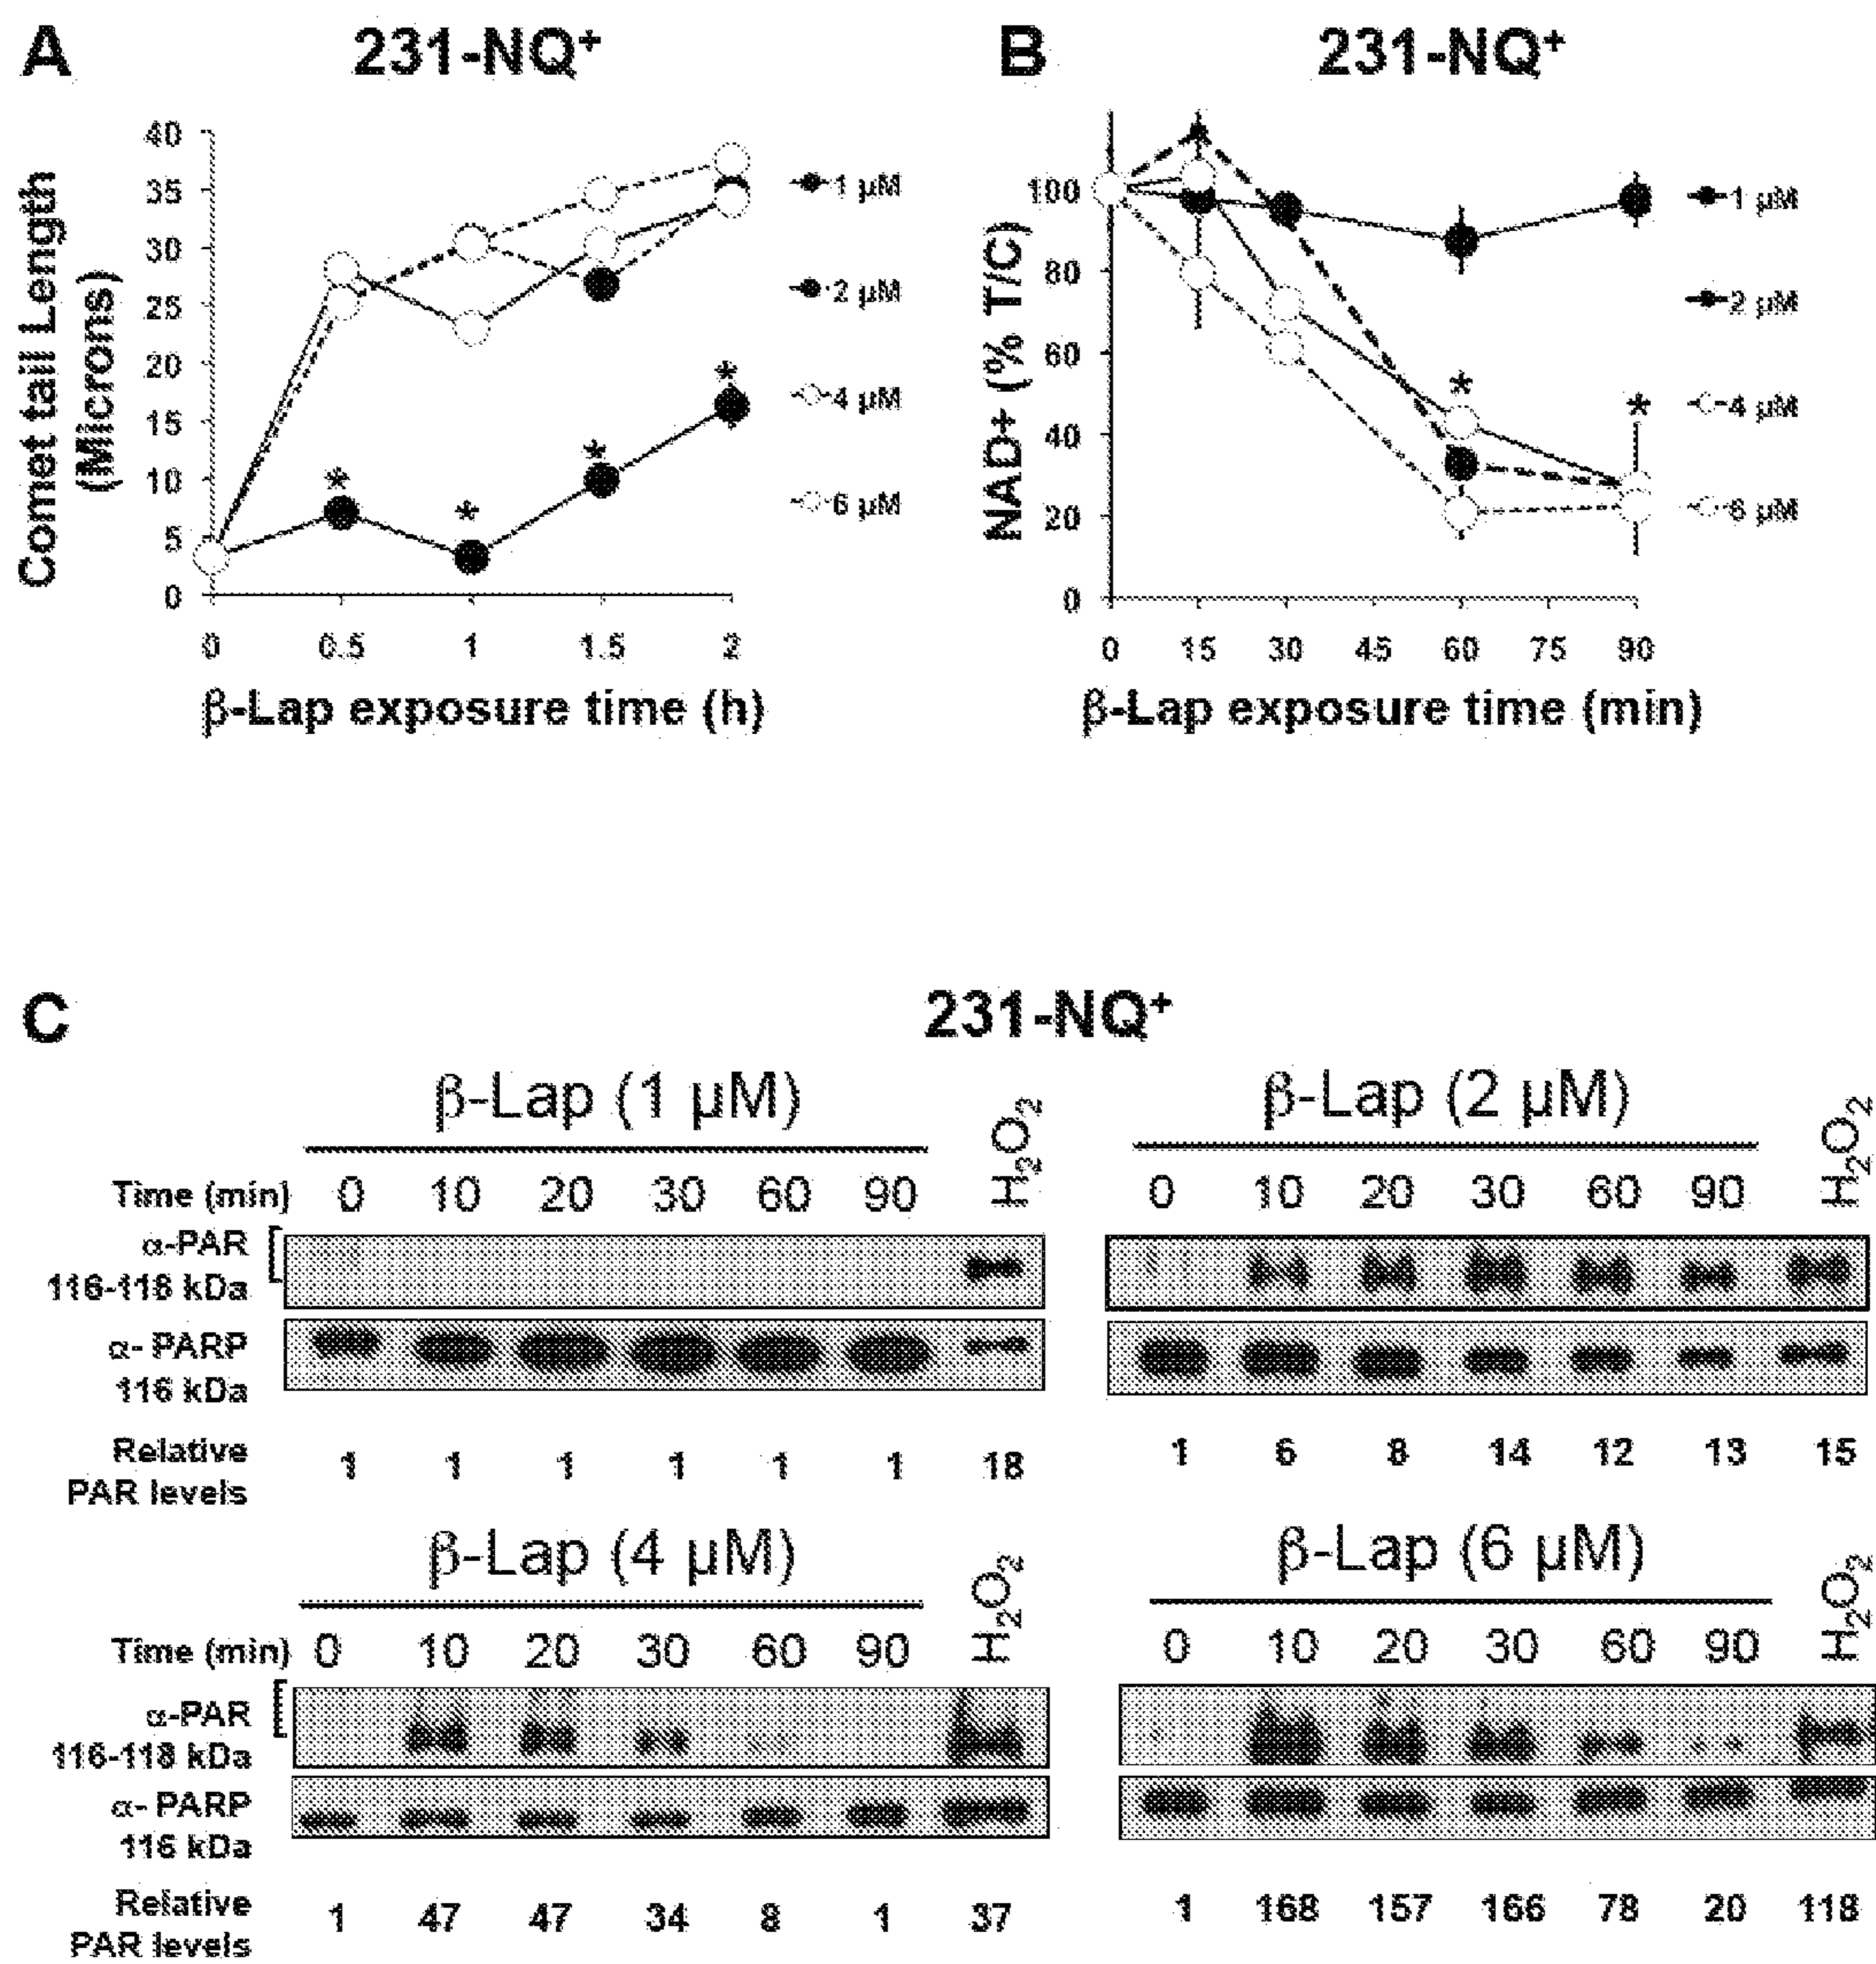 A
231-NQ+
Comet tail Length
(Microns)
40
35
30
25
20
15
10
5
0
*
*
*
*
0 0.5 1 1.5 2
β-Lap exposure time (h)
1 μM
2 μM
4 μM
6 μM
B
231-NQ+
NAD+ (% T/C)
100
80
60
40
20
0
*
*
0 15 30 45 60 75 90
β-Lap exposure time (min)
1 μM
2 μM
4 μM
6 μM
C
231-NQ+
β-Lap (1 μM)
H2O2
Time (min) 0 10 20 30 60 90
α-PAR
116-118 kDa
α- PARP
116 kDa
Relative
PAR levels
1 1 1 1 1 1 18
β-Lap (2 μM)
H2O2
0 10 20 30 60 90
1 6 8 14 12 13 15
β-Lap (4 μM)
H2O2
Time (min) 0 10 20 30 60 90
α-PAR
116-118 kDa
α- PARP
116 kDa
Relative
PAR levels
1 47 47 34 8 1 37
β-Lap (6 μM)
H2O2
0 10 20 30 60 90
1 168 157 166 78 20 118